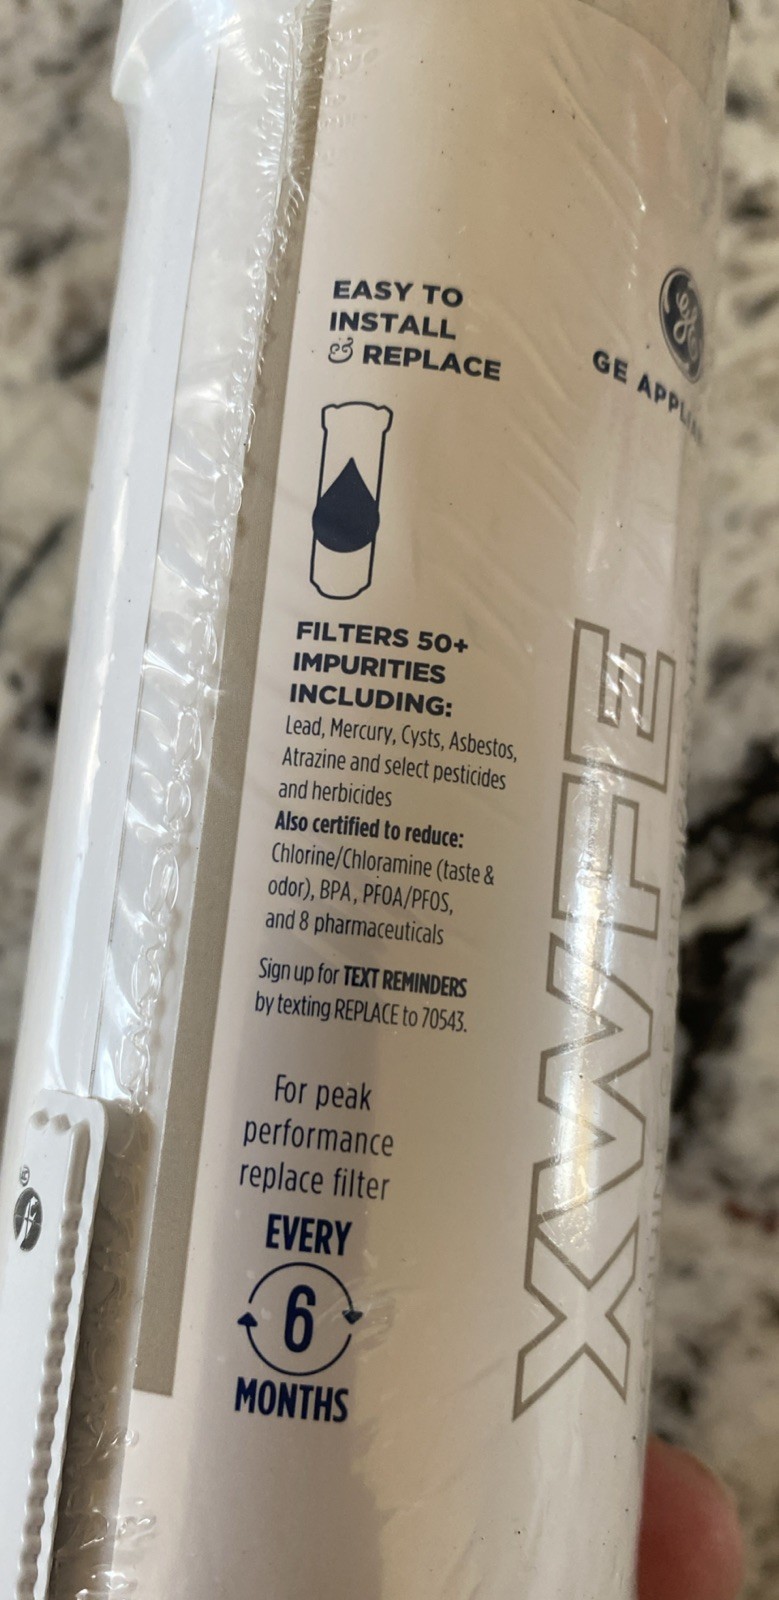 EASY TO
INSTALL
& REPLACE
GE APPLIA
FILTERS 50+
IMPURITIES
INCLUDING:
Lead, Mercury, Cysts, Asbestos,
Atrazine and select pesticides
and herbicides
Also certified to reduce:
Chlorine/Chloramine (taste &
odor), BPA, PFOA/PFOS,
and 8 pharmaceuticals
Sign up for TEXT REMINDERS
by texting REPLACE to 70543.
For peak
performance
replace filter
EVERY
6
MONTHS
XWFE